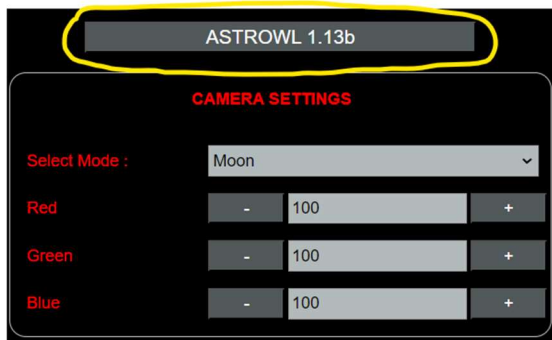 ASTROWL 1.13b
CAMERA SETTINGS
Select Mode : Moon
Red - 100 +
Green - 100 +
Blue - 100 +